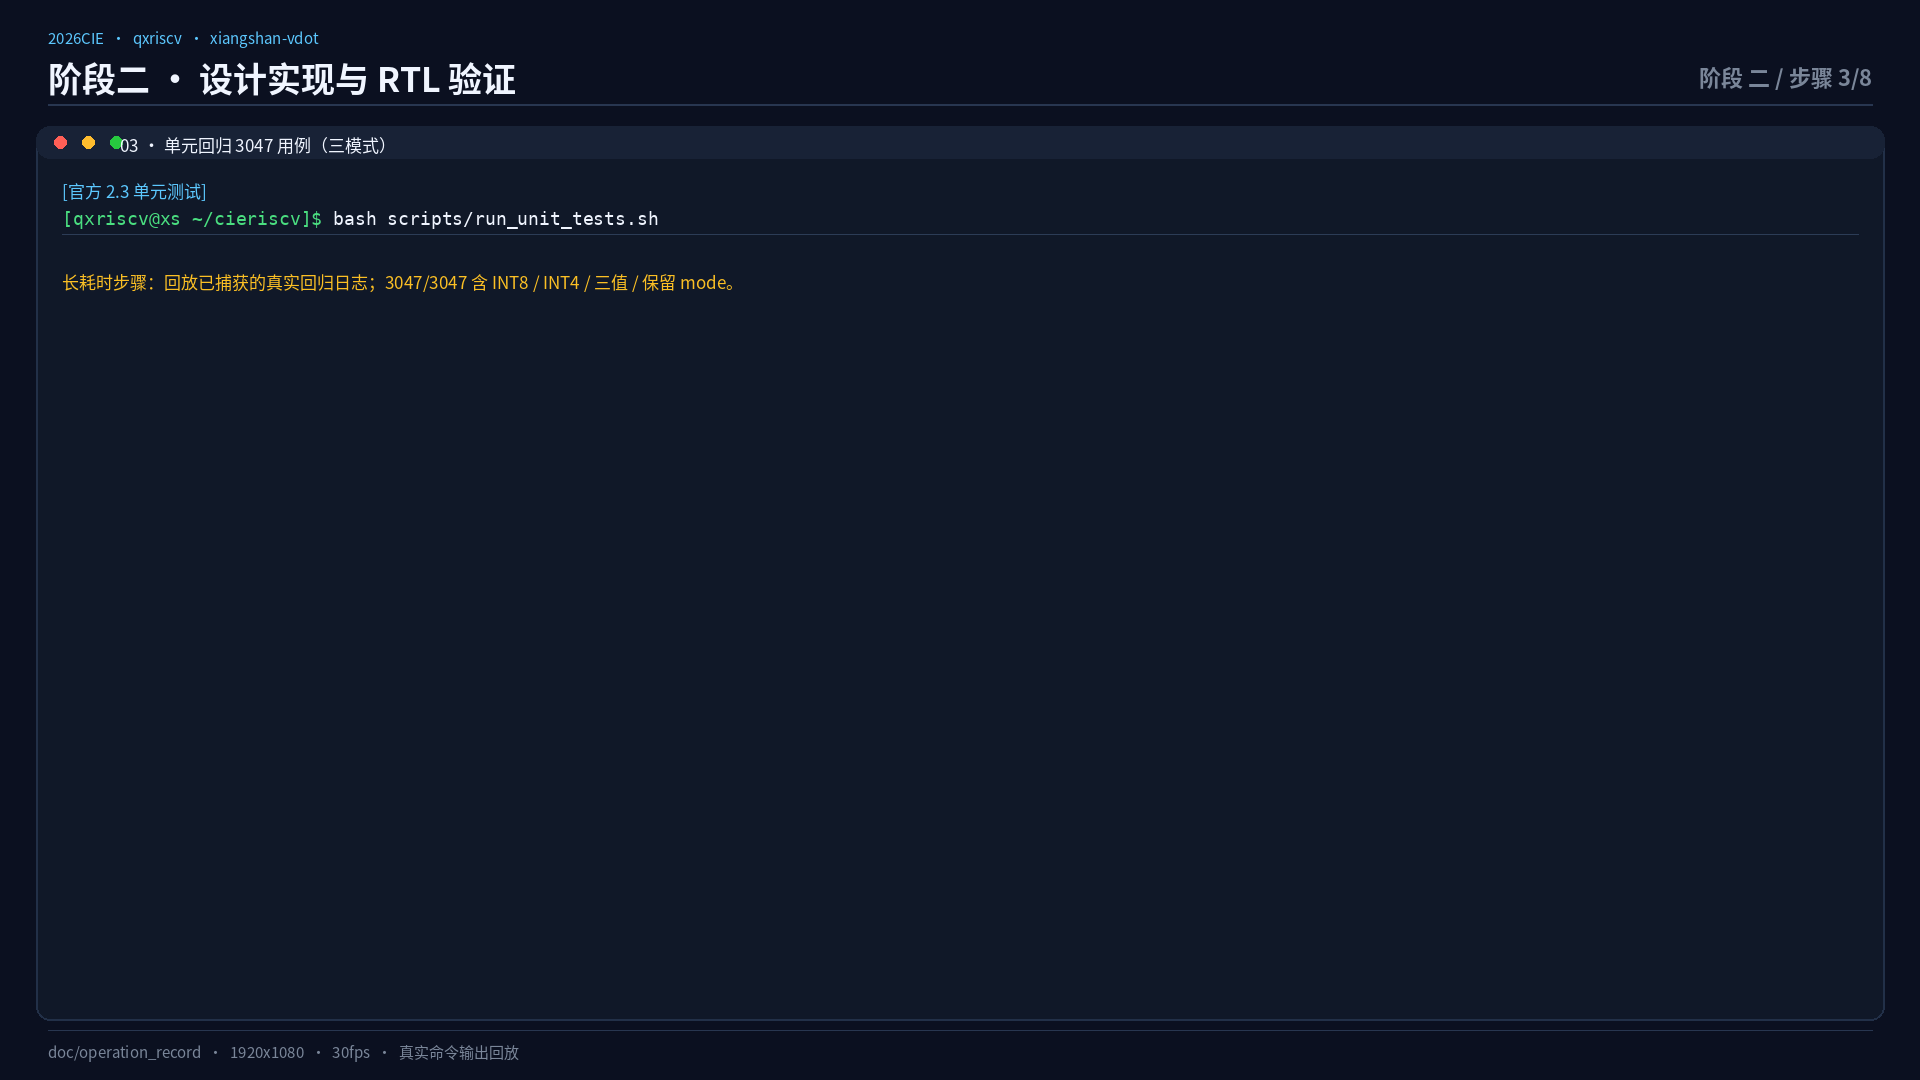 2026CIE · qxriscv · xiangshan-vdot
阶段二 · 设计实现与 RTL 验证
阶段 二 / 步骤 3/8
03 · 单元回归 3047 用例（三模式）
[官方 2.3 单元测试]
[qxriscv@xs ~/cieriscv]$ bash scripts/run_unit_tests.sh
长耗时步骤：回放已捕获的真实回归日志；3047/3047 含 INT8 / INT4 / 三值 / 保留 mode。
doc/operation_record · 1920x1080 · 30fps · 真实命令输出回放